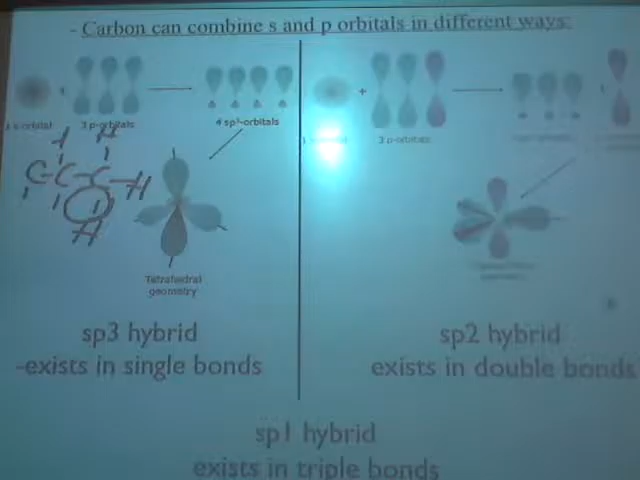 - Carbon can combine s and p orbitals in different ways:
+
s orbital
3 p-orbitals
4 sp³-orbitals
+
3 p-orbitals
H H
C-C-C-H
H
Tetrahedral
geometry
sp3 hybrid
-exists in single bonds
sp2 hybrid
exists in double bonds
sp1 hybrid
exists in triple bonds